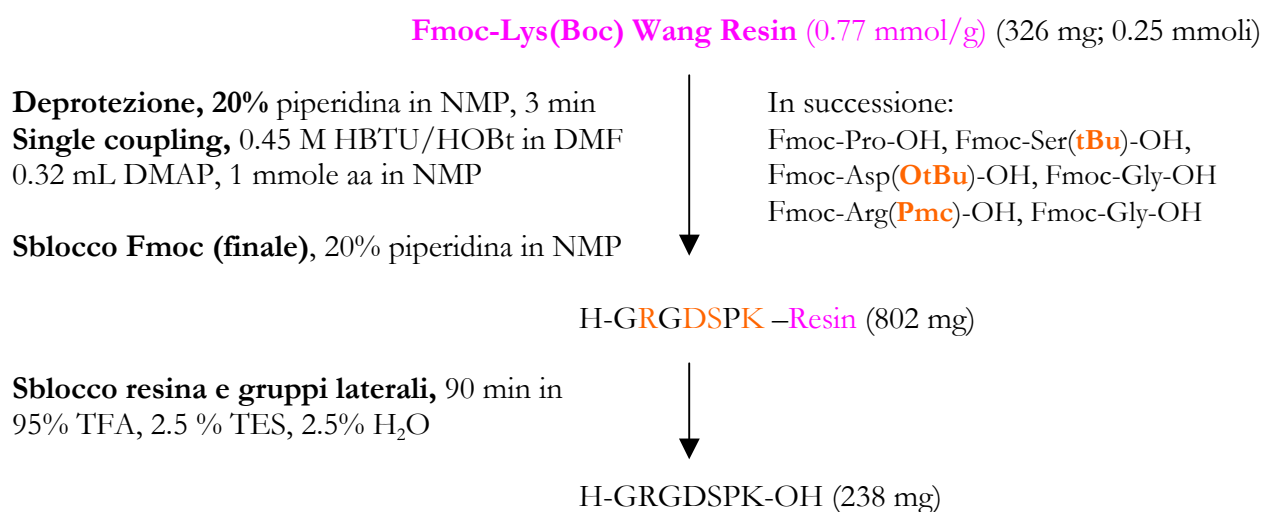 Fmoc-Lys(Boc) Wang Resin (0.77 mmol/g) (326 mg; 0.25 mmoli)
Deprotezione, 20% piperidina in NMP, 3 min
Single coupling, 0.45 M HBTU/HOBt in DMF
0.32 mL DMAP, 1 mmole aa in NMP
In successione:
Fmoc-Pro-OH, Fmoc-Ser(tBu)-OH,
Fmoc-Asp(OtBu)-OH, Fmoc-Gly-OH
Fmoc-Arg(Pmc)-OH, Fmoc-Gly-OH
Sblocco Fmoc (finale), 20% piperidina in NMP
H-GRGDSPK –Resin (802 mg)
Sblocco resina e gruppi laterali, 90 min in
95% TFA, 2.5 % TES, 2.5% H₂O
H-GRGDSPK-OH (238 mg)